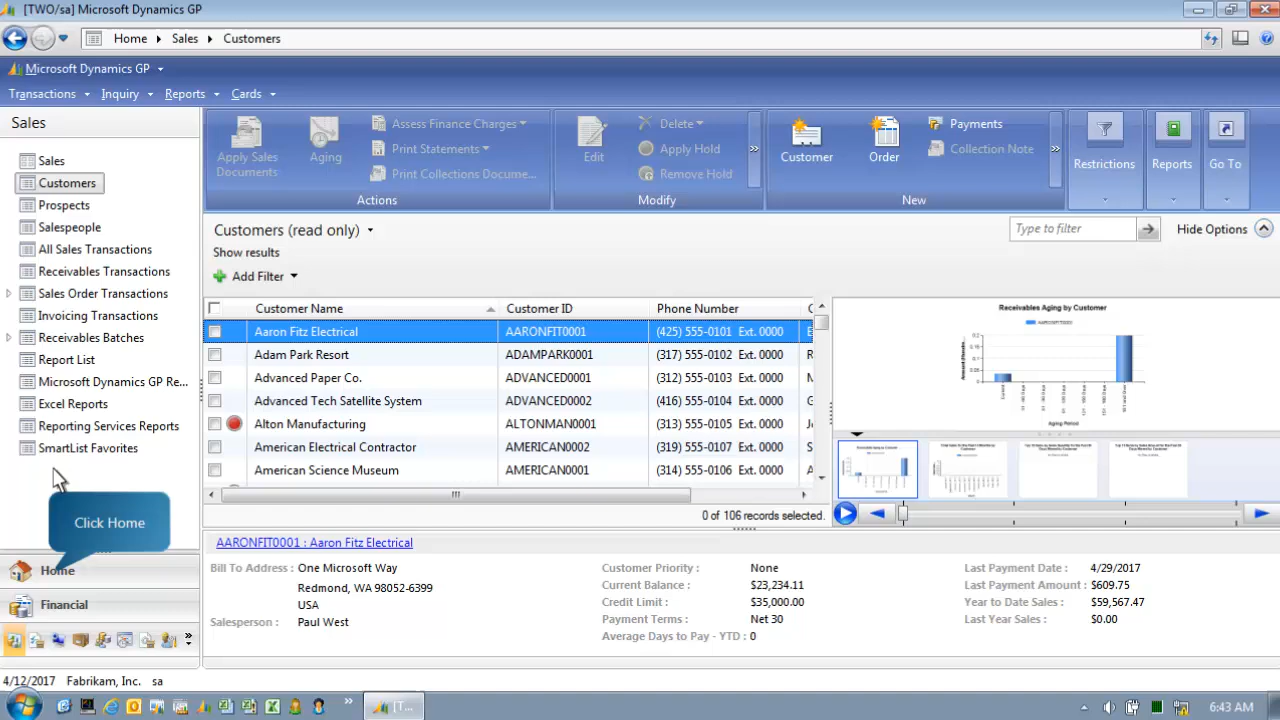 [TWO/sa] Microsoft Dynamics GP
Home Sales Customers
Microsoft Dynamics GP
Transactions Inquiry Reports Cards
Sales
Sales
Customers
Prospects
Salespeople
All Sales Transactions
Receivables Transactions
Sales Order Transactions
Invoicing Transactions
Receivables Batches
Report List
Microsoft Dynamics GP Re...
Excel Reports
Reporting Services Reports
SmartList Favorites
Click Home
Home
Financial
Apply Sales Documents
Aging
Assess Finance Charges
Print Statements
Print Collections Docume...
Actions
Edit
Delete
Apply Hold
Remove Hold
Modify
Customer
Order
Payments
Collection Note
New
Restrictions
Reports
Go To
Customers (read only)
Type to filter
Hide Options
Show results
Add Filter
Customer Name Customer ID Phone Number C
Aaron Fitz Electrical AARONFIT0001 (425) 555-0101 Ext. 0000
Adam Park Resort ADAMPARK0001 (317) 555-0102 Ext. 0000 R
Advanced Paper Co. ADVANCED0001 (312) 555-0103 Ext. 0000
Advanced Tech Satellite System ADVANCED0002 (416) 555-0104 Ext. 0000
Alton Manufacturing ALTONMAN0001 (313) 555-0105 Ext. 0000
American Electrical Contractor AMERICAN0002 (319) 555-0107 Ext. 0000
American Science Museum AMERICAN0001 (314) 555-0106 Ext. 0000
0 of 106 records selected.
Receivables Aging by Customer
Aging Period
AARONFIT0001 : Aaron Fitz Electrical
Bill To Address : One Microsoft Way
Redmond, WA 98052-6399
USA
Salesperson : Paul West
Customer Priority : None
Current Balance : $23,234.11
Credit Limit : $35,000.00
Payment Terms : Net 30
Average Days to Pay - YTD : 0
Last Payment Date : 4/29/2017
Last Payment Amount : $609.75
Year to Date Sales : $59,567.47
Last Year Sales : $0.00
4/12/2017 Fabrikam, Inc. sa
[T...
6:43 AM